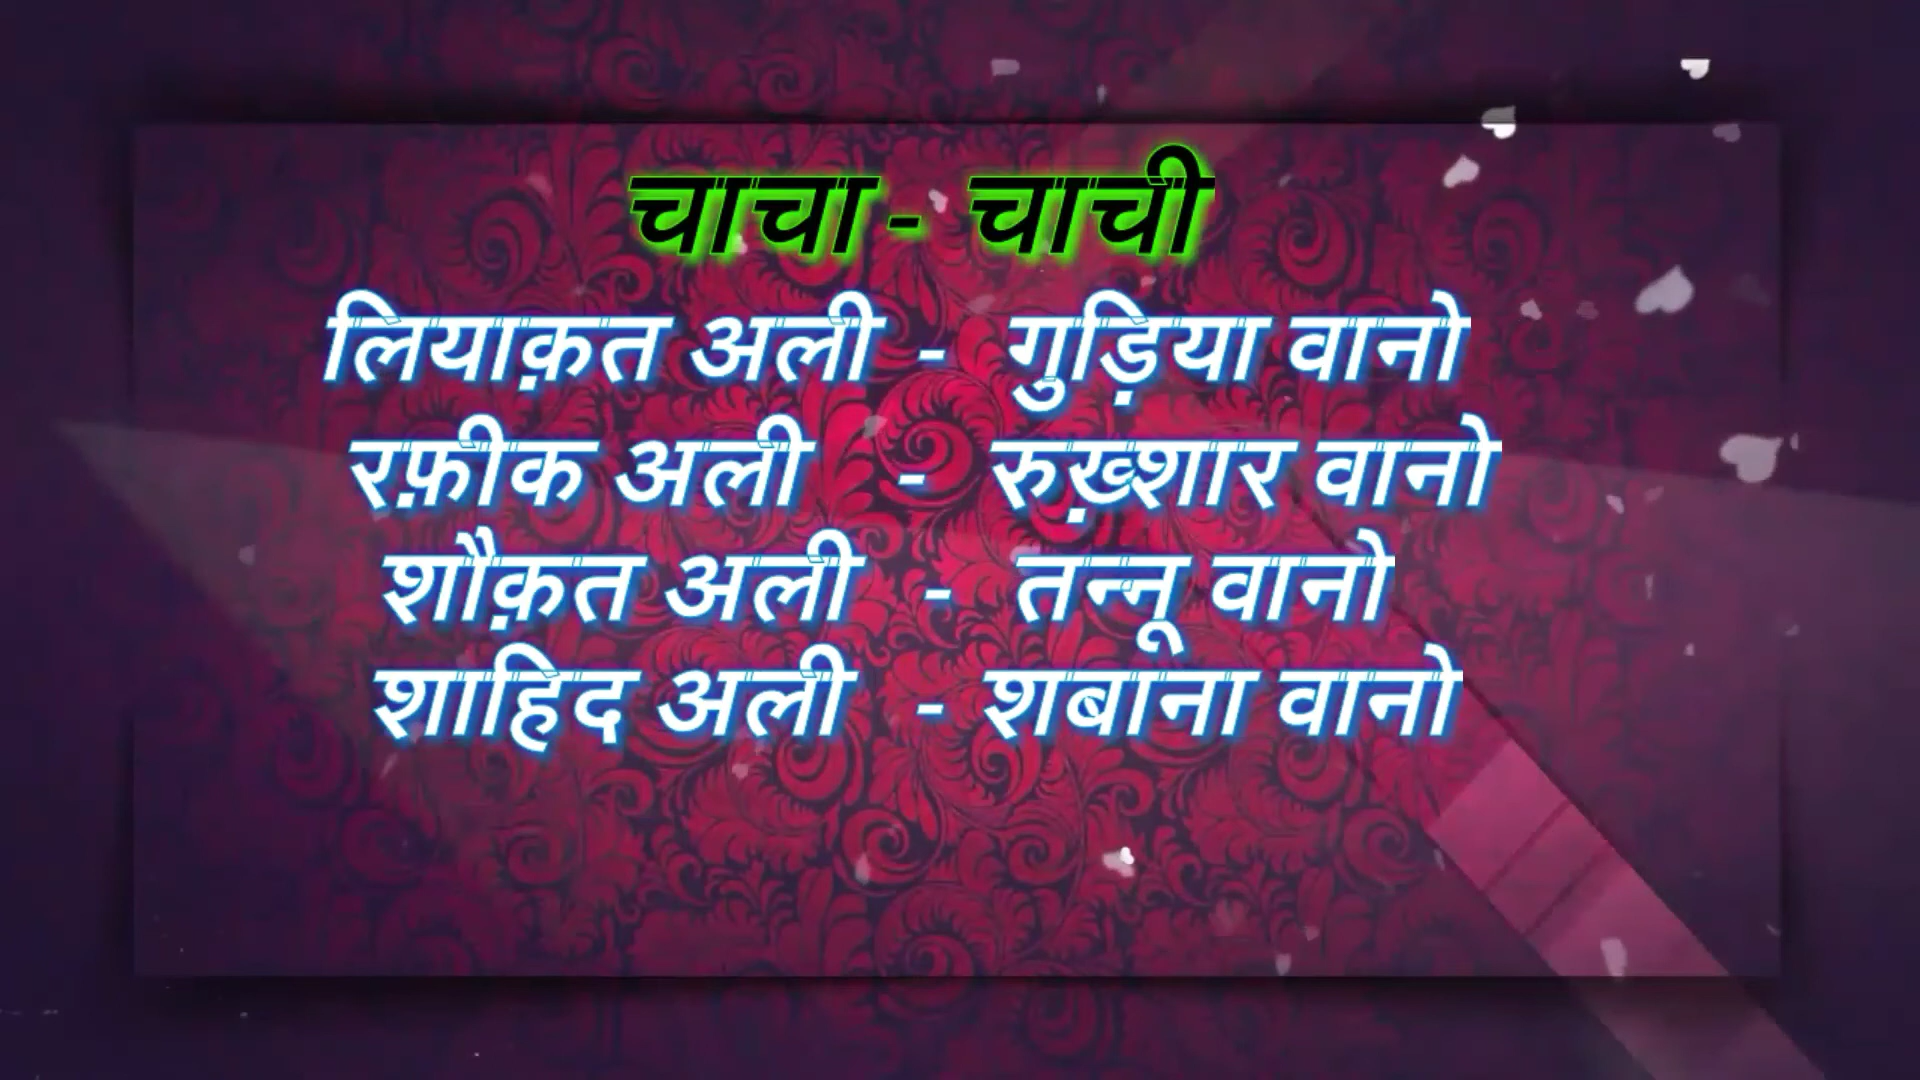 चाचा - चाची
लियाक़त अली - गुड़िया वानो
रफ़ीक अली - रुख़्शार वानो
शौक़त अली - तन्नू वानो
शाहिद अली - शबाना वानो